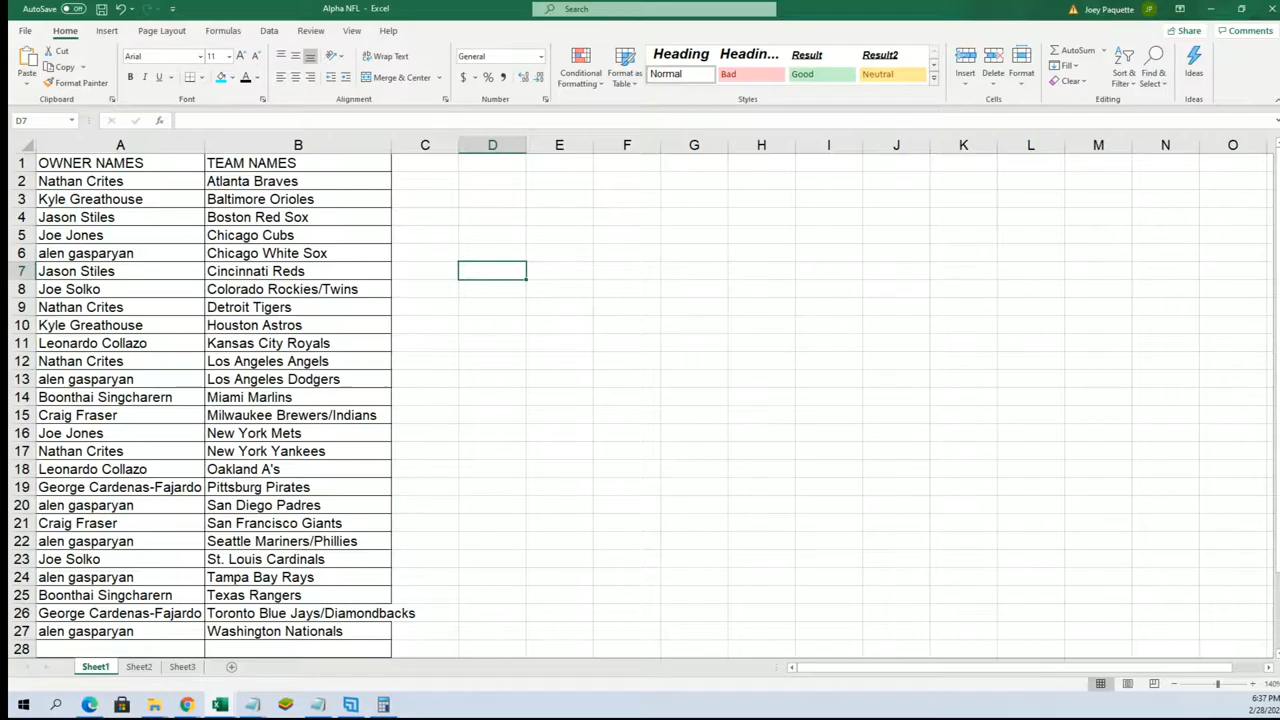 AutoSave Off Alpha NFL - Excel Search Joey Paquette JP
File Home Insert Page Layout Formulas Data Review View Help Share Comments
Paste Cut Copy Format Painter Arial 11 B I U A Wrap Text Merge & Center General $ % Conditional Formatting Format as Table Heading Headin... Result Result2 Normal Bad Good Neutral Insert Delete Format AutoSum Fill Clear Sort & Filter Find & Select Ideas
Clipboard Font Alignment Number Styles Cells Editing Ideas
D7 fx
A B C D E F G H I J K L M N O
1 OWNER NAMES TEAM NAMES
2 Nathan Crites Atlanta Braves
3 Kyle Greathouse Baltimore Orioles
4 Jason Stiles Boston Red Sox
5 Joe Jones Chicago Cubs
6 alen gasparyan Chicago White Sox
7 Jason Stiles Cincinnati Reds
8 Joe Solko Colorado Rockies/Twins
9 Nathan Crites Detroit Tigers
10 Kyle Greathouse Houston Astros
11 Leonardo Collazo Kansas City Royals
12 Nathan Crites Los Angeles Angels
13 alen gasparyan Los Angeles Dodgers
14 Boonthai Singcharern Miami Marlins
15 Craig Fraser Milwaukee Brewers/Indians
16 Joe Jones New York Mets
17 Nathan Crites New York Yankees
18 Leonardo Collazo Oakland A's
19 George Cardenas-Fajardo Pittsburg Pirates
20 alen gasparyan San Diego Padres
21 Craig Fraser San Francisco Giants
22 alen gasparyan Seattle Mariners/Phillies
23 Joe Solko St. Louis Cardinals
24 alen gasparyan Tampa Bay Rays
25 Boonthai Singcharern Texas Rangers
26 George Cardenas-Fajardo Toronto Blue Jays/Diamondbacks
27 alen gasparyan Washington Nationals
28
Sheet1 Sheet2 Sheet3
140%
6:37 PM
2/28/202